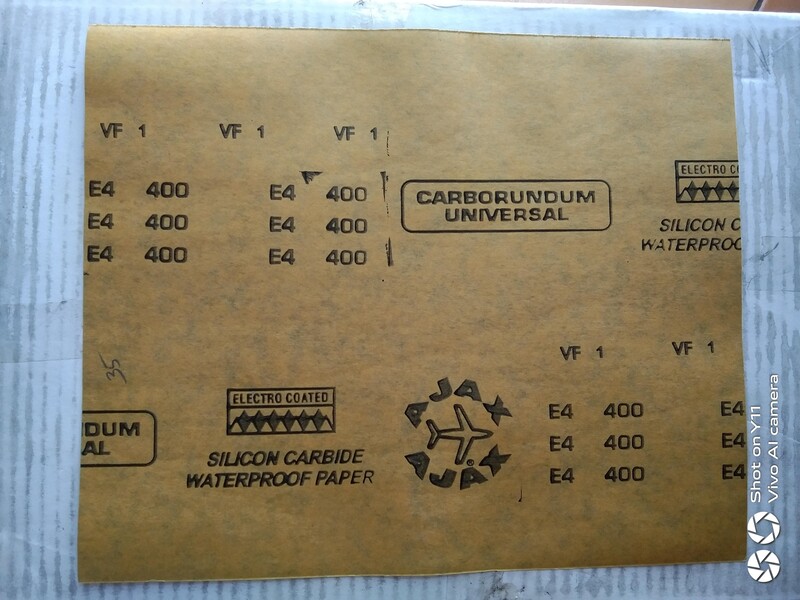 VF 1 VF 1 VF 1
E4 400 E4 400
E4 400 E4 400
E4 400 E4 400
CARBORUNDUM
UNIVERSAL
ELECTRO CO
SILICON C
WATERPROO
35
DUM
AL
ELECTRO COATED
SILICON CARBIDE
WATERPROOF PAPER
AJAX
AJAX
®
VF 1 VF 1
E4 400 E4
E4 400 E4
E4 400 E4
Shot on Y11
Vivo AI camera